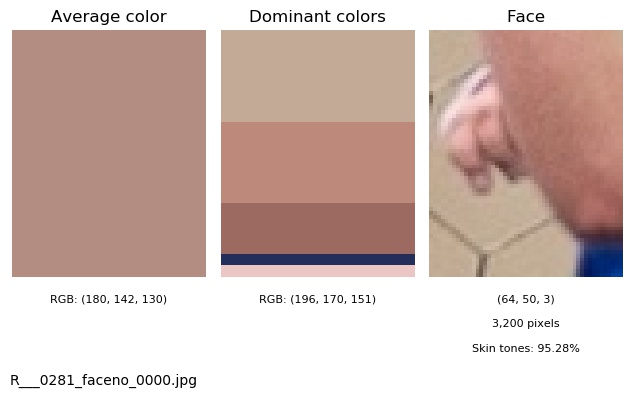 Average color
Dominant colors
Face
RGB: (180, 142, 130)
RGB: (196, 170, 151)
(64, 50, 3)
3,200 pixels
Skin tones: 95.28%
R___0281_faceno_0000.jpg